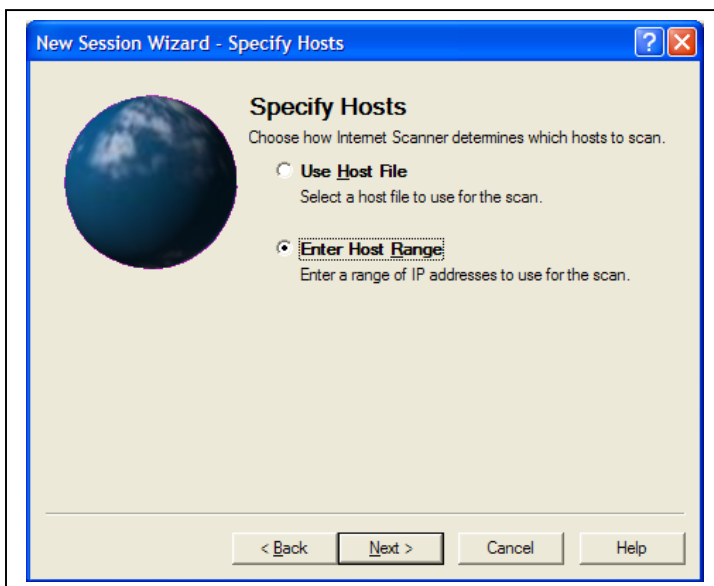 New Session Wizard - Specify Hosts
Specify Hosts
Choose how Internet Scanner determines which hosts to scan.
Use Host File
Select a host file to use for the scan.
Enter Host Range
Enter a range of IP addresses to use for the scan.
< Back Next > Cancel Help